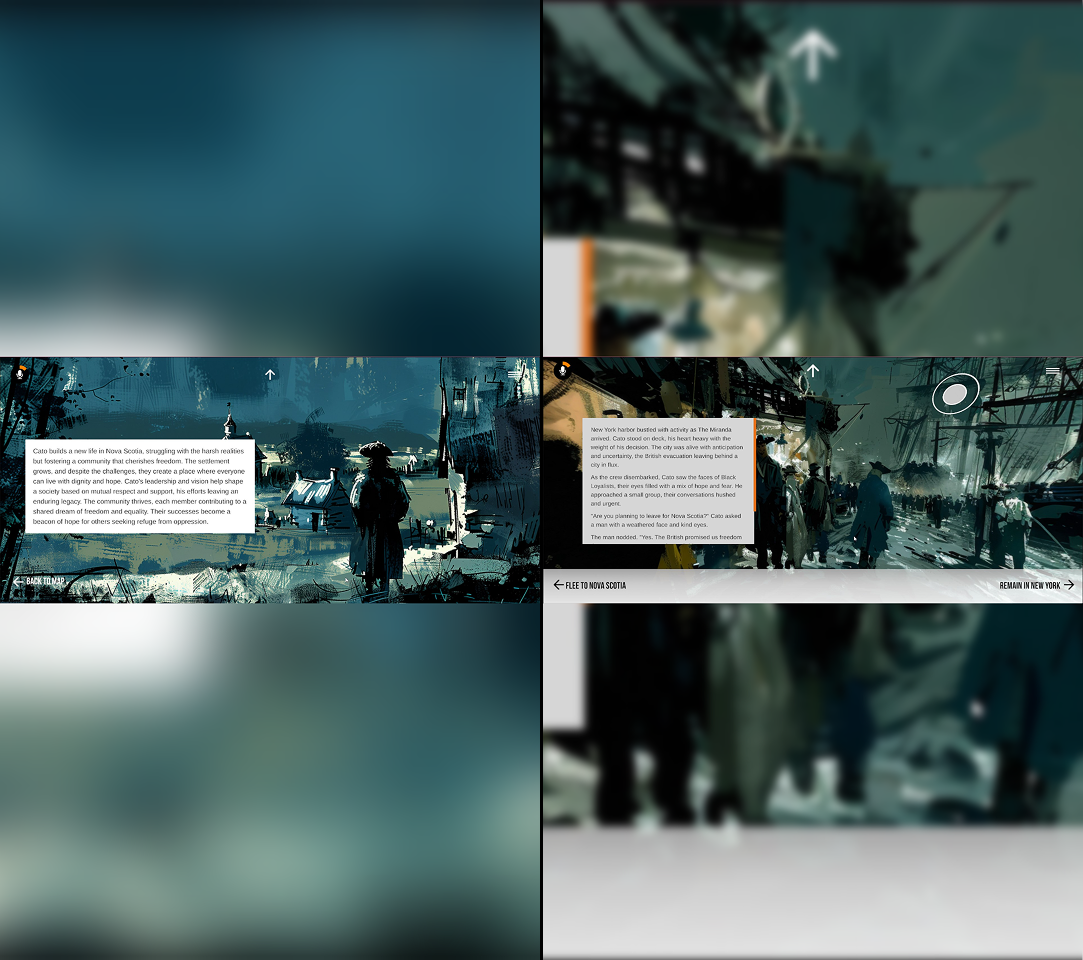 Cato builds a new life in Nova Scotia, struggling with the harsh realities
but fostering a community that cherishes freedom. The settlement
grows, and despite the challenges, they create a place where everyone
can live with dignity and hope. Cato's leadership and vision help shape
a society based on mutual respect and support, his efforts leaving an
enduring legacy. The community thrives, each member contributing to a
shared dream of freedom and equality. Their successes become a
beacon of hope for others seeking refuge from oppression.
BACK TO MAP
New York harbor bustled with activity as The Miranda
arrived. Cato stood on deck, his heart heavy with the
weight of his decision. The city was alive with anticipation
and uncertainty, the British evacuation leaving behind a
city in flux.
As the crew disembarked, Cato saw the faces of Black
Loyalists, their eyes filled with a mix of hope and fear. He
approached a small group, their conversations hushed
and urgent.
"Are you planning to leave for Nova Scotia?" Cato asked
a man with a weathered face and kind eyes.
The man nodded. "Yes. The British promised us freedom
FLEE TO NOVA SCOTIA
REMAIN IN NEW YORK